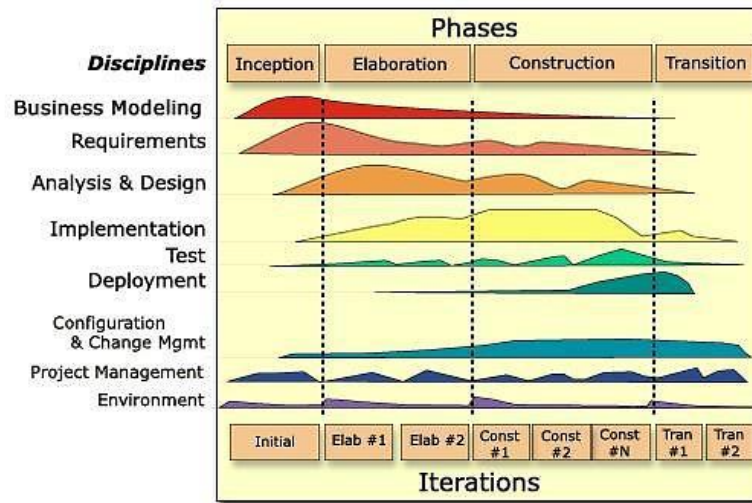 Phases
Disciplines
Inception
Elaboration
Construction
Transition
Business Modeling
Requirements
Analysis & Design
Implementation
Test
Deployment
Configuration
& Change Mgmt
Project Management
Environment
Initial
Elab #1
Elab #2
Const
#1
Const
#2
Const
#N
Tran
#1
Tran
#2
Iterations